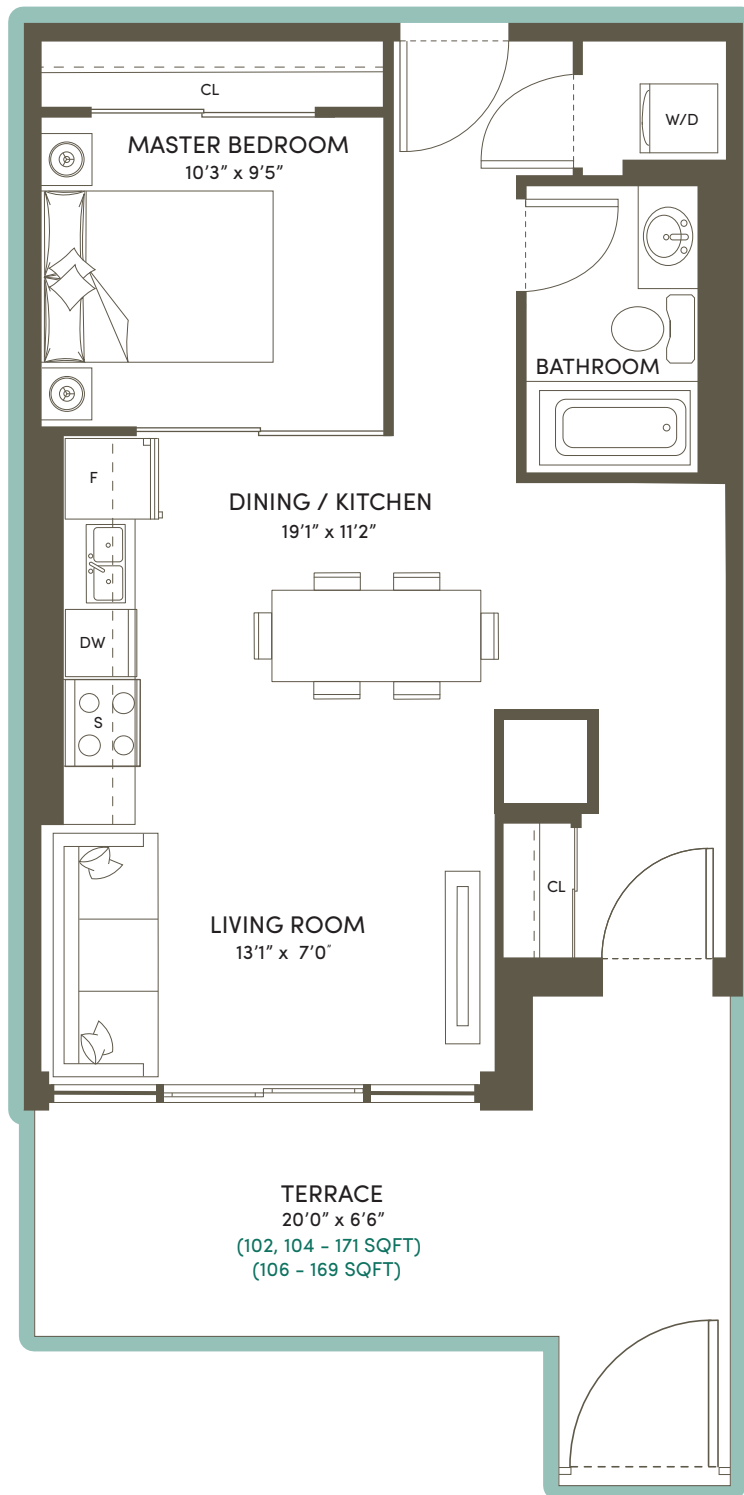 CL
W/D
MASTER BEDROOM
10'3” x 9'5”
BATHROOM
F
DINING / KITCHEN
19'1” x 11'2”
DW
S
CL
LIVING ROOM
13'1” x 7'0”
TERRACE
20'0” x 6'6”
(102, 104 - 171 SQFT)
(106 - 169 SQFT)